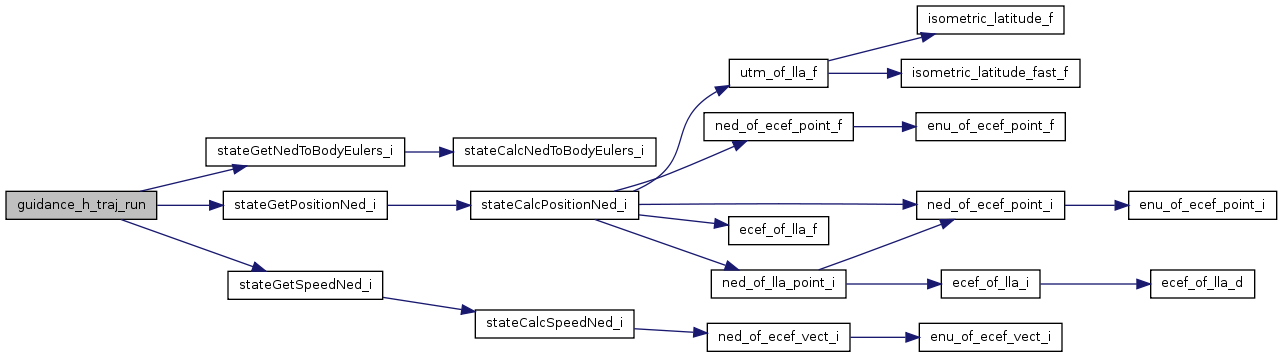 isometric_latitude_f
utm_of_lla_f
isometric_latitude_fast_f
ned_of_ecef_point_f
enu_of_ecef_point_f
stateGetNedToBodyEulers_i
stateCalcNedToBodyEulers_i
guidance_h_traj_run
stateGetPositionNed_i
stateCalcPositionNed_i
ned_of_ecef_point_i
enu_of_ecef_point_i
ecef_of_lla_f
stateGetSpeedNed_i
ned_of_lla_point_i
ecef_of_lla_i
ecef_of_lla_d
stateCalcSpeedNed_i
ned_of_ecef_vect_i
enu_of_ecef_vect_i